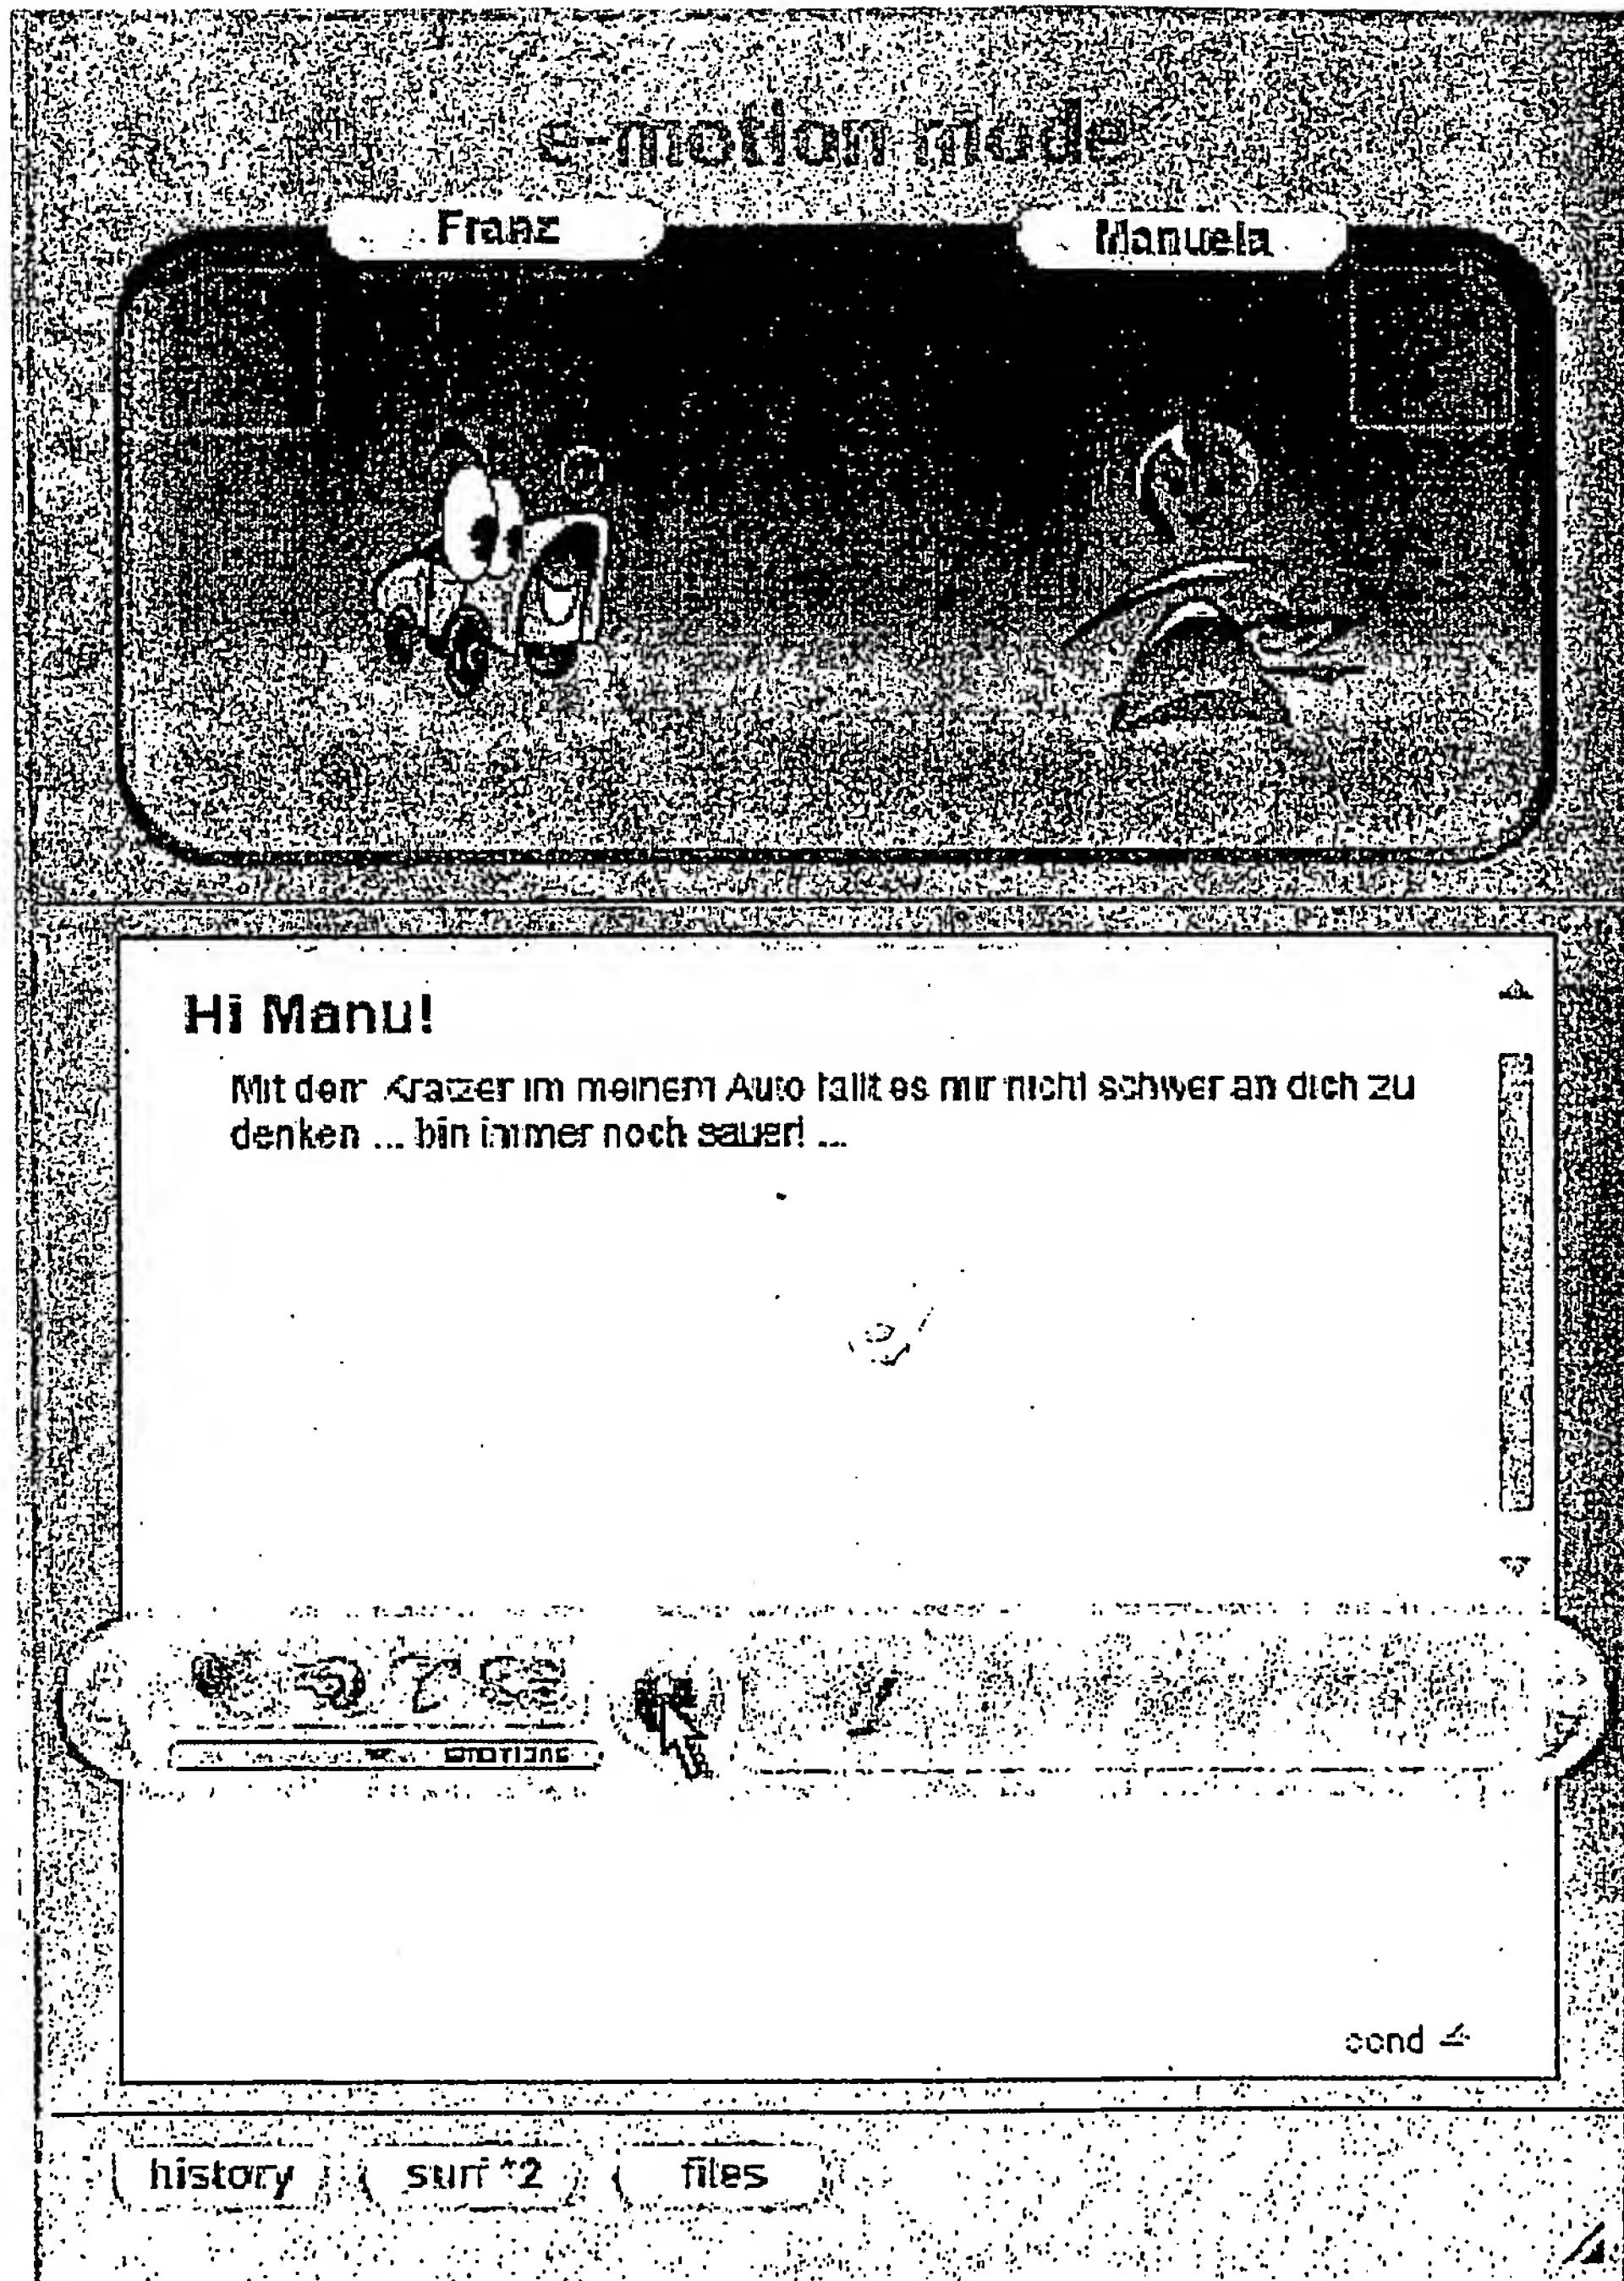 e-motion mode
Franz
Manuela
Hi Manu!
Mit dem Kratzer im meinem Auto fällt es mir nicht schwer an dich zu
denken ... bin immer noch sauer! ...
emotions
send
history
surf *2
files